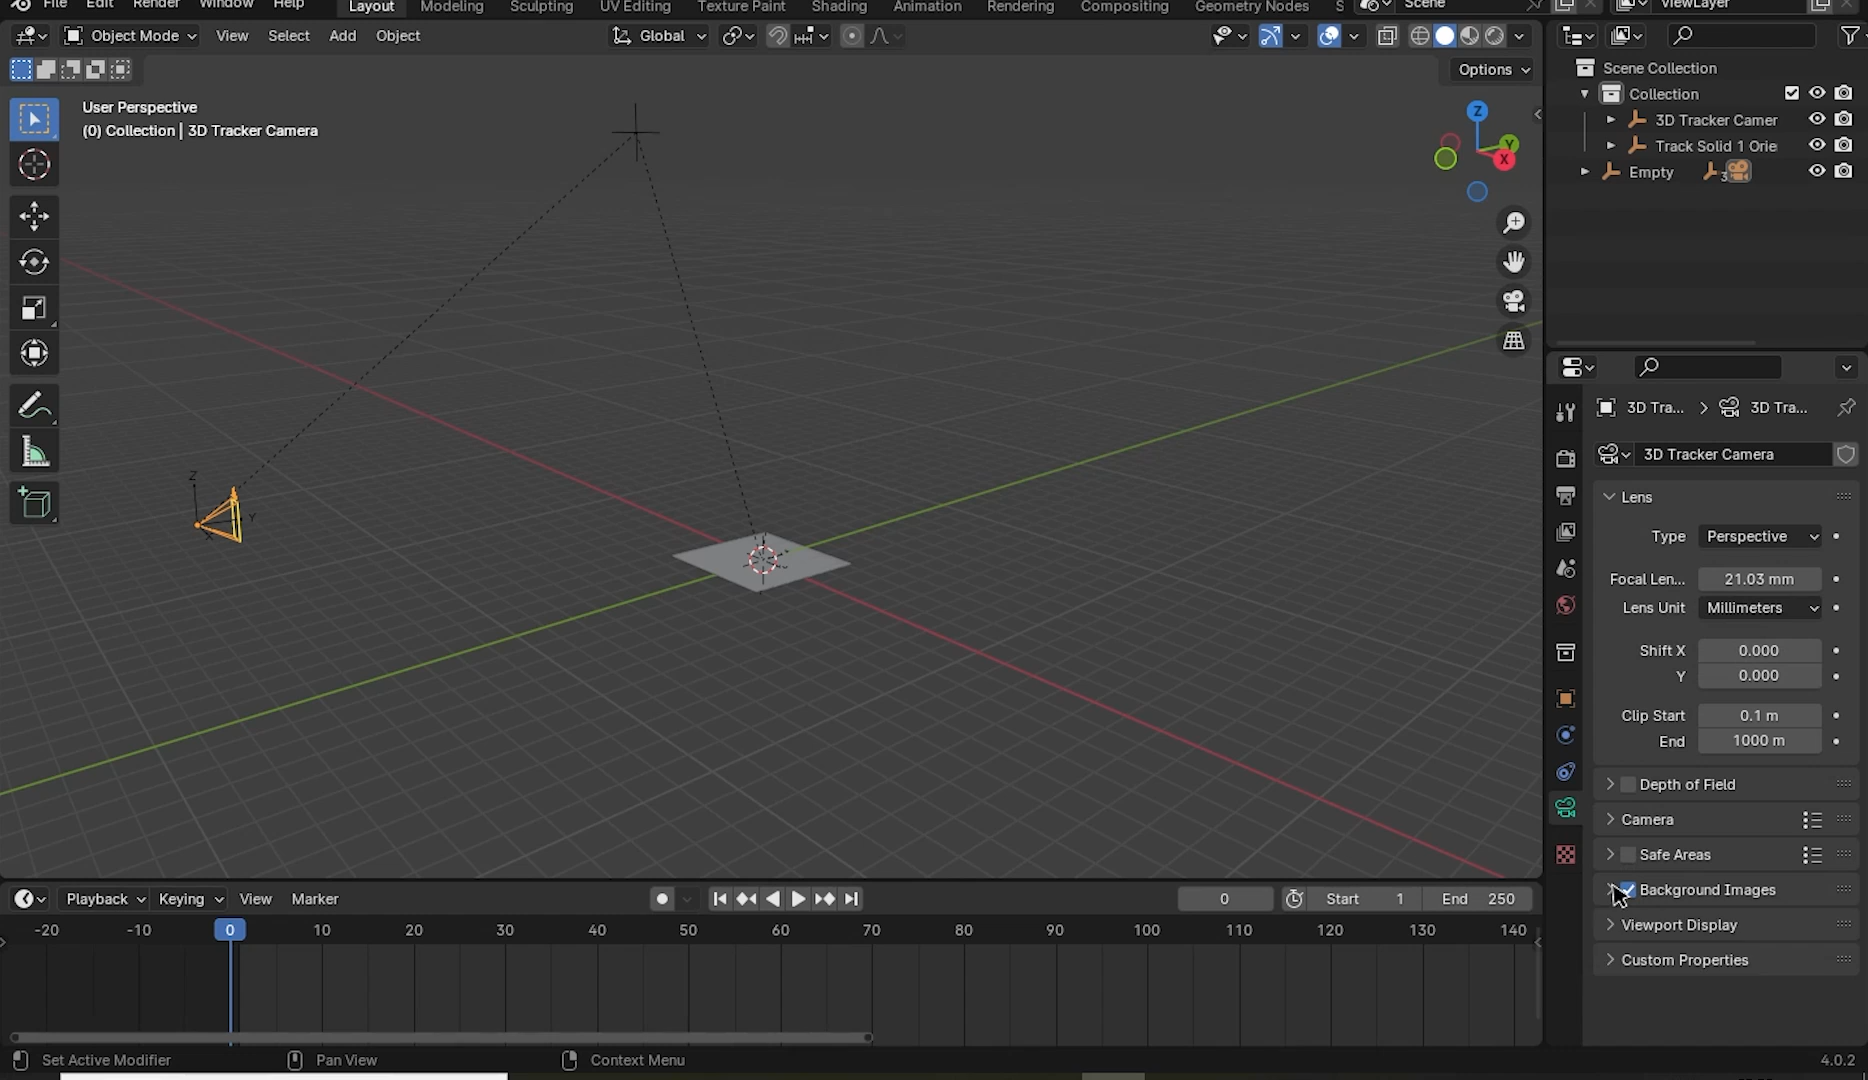 File Edit Render Window Help Layout Modeling Sculpting UV Editing Texture Paint Shading Animation Rendering Compositing Geometry Nodes S Scene ViewLayer
Object Mode View Select Add Object Global
Options
User Perspective
(0) Collection | 3D Tracker Camera
Z
Y
X
Scene Collection
Collection
3D Tracker Camer
Track Solid 1 Orie
Empty 3
3D Tra... 3D Tra...
3D Tracker Camera
Lens
Type Perspective
Focal Len... 21.03 mm
Lens Unit Millimeters
Shift X 0.000
Y 0.000
Clip Start 0.1 m
End 1000 m
Depth of Field
Camera
Safe Areas
Background Images
Viewport Display
Custom Properties
Z
Y
X
Playback Keying View Marker 0 Start 1 End 250
-20 -10 0 10 20 30 40 50 60 70 80 90 100 110 120 130 140
Set Active Modifier Pan View Context Menu 4.0.2